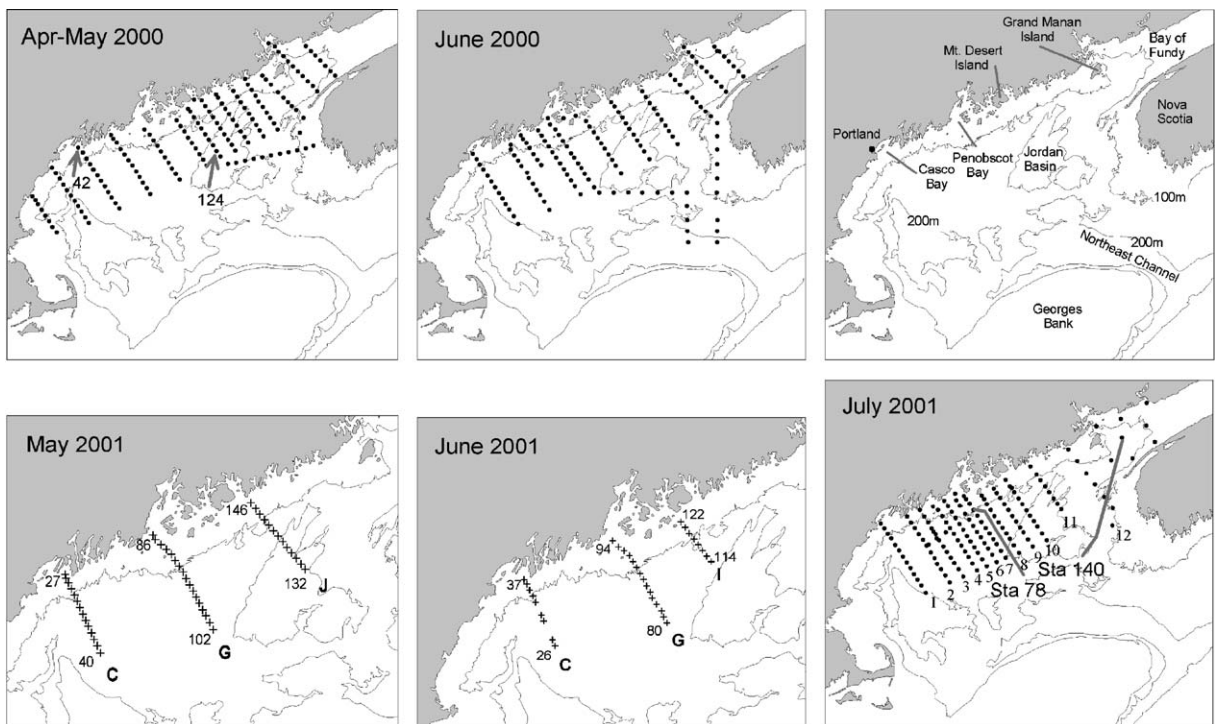 Apr-May 2000
42
124
June 2000
Grand Manan
Island
Bay of
Fundy
Mt. Desert
Island
Nova
Scotia
Portland
Casco
Bay
Penobscot
Bay
Jordan
Basin
100m
200m
200m
Northeast Channel
Georges
Bank
May 2001
146
86
27
132
J
102
G
40
C
June 2001
122
94
114
I
37
80
G
26
C
July 2001
11
12
10
9
8
7
6
5
4
3
2
1
Sta 140
Sta 78